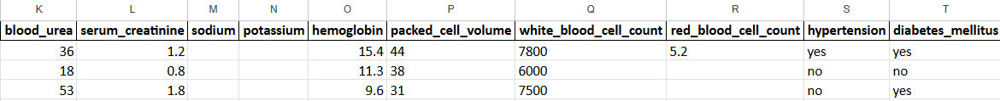 K L M N O P Q R S T
blood_urea serum_creatinine sodium potassium hemoglobin packed_cell_volume white_blood_cell_count red_blood_cell_count hypertension diabetes_mellitus
36 1.2 15.4 44 7800 5.2 yes yes
18 0.8 11.3 38 6000 no no
53 1.8 9.6 31 7500 no yes